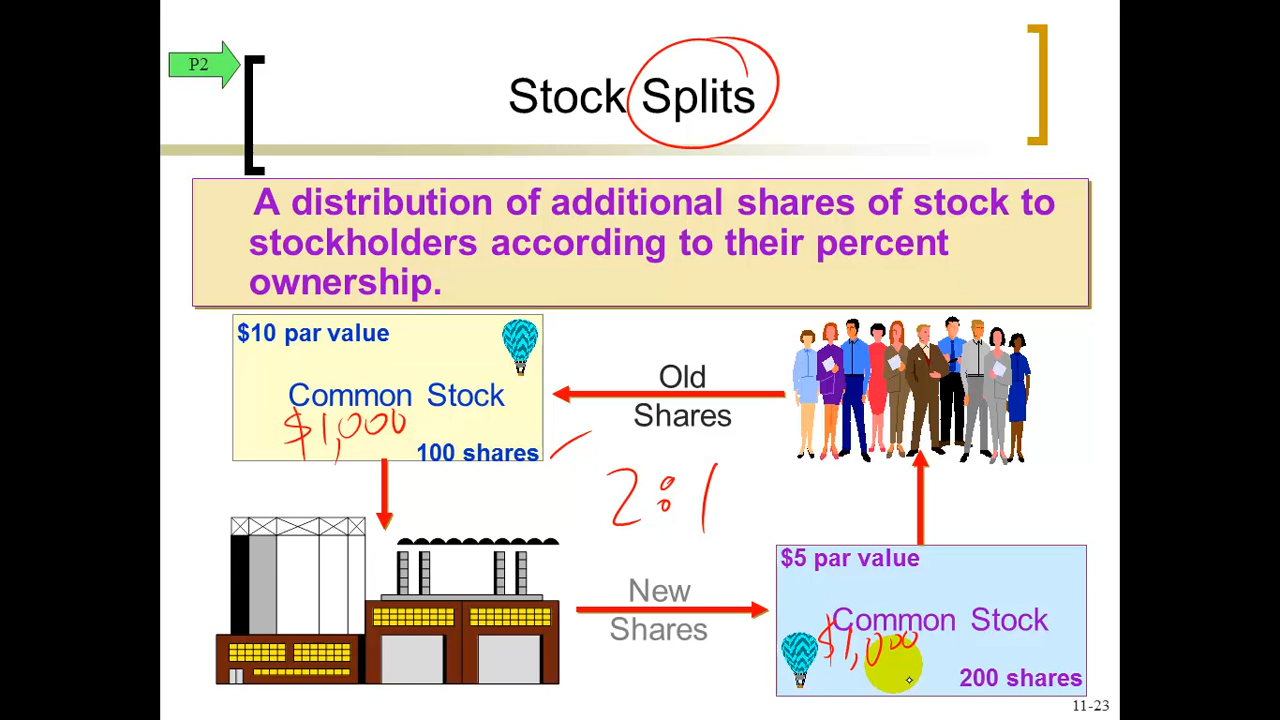 P2
Stock Splits
A distribution of additional shares of stock to
stockholders according to their percent
ownership.
$10 par value
Common Stock
$1,000
100 shares
Old
Shares
2:1
New
Shares
$5 par value
Common Stock
$1,000
200 shares
11-23